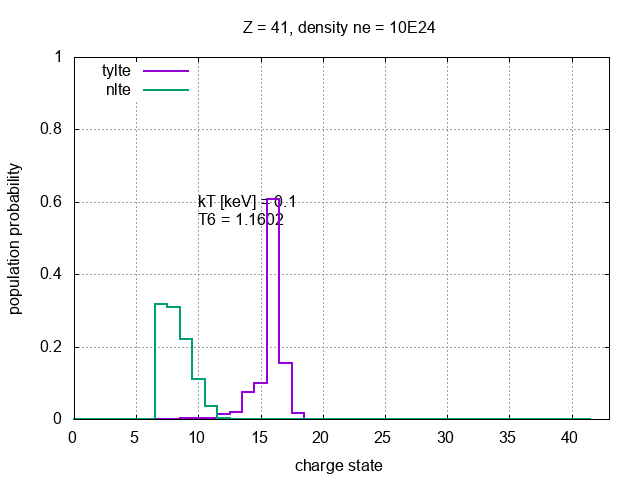 Z = 41, density ne = 10E24
tylte
nlte
kT [keV] = 0.1
T6 = 1.1602
population probability
1
0.8
0.6
0.4
0.2
0
0 5 10 15 20 25 30 35 40
charge state